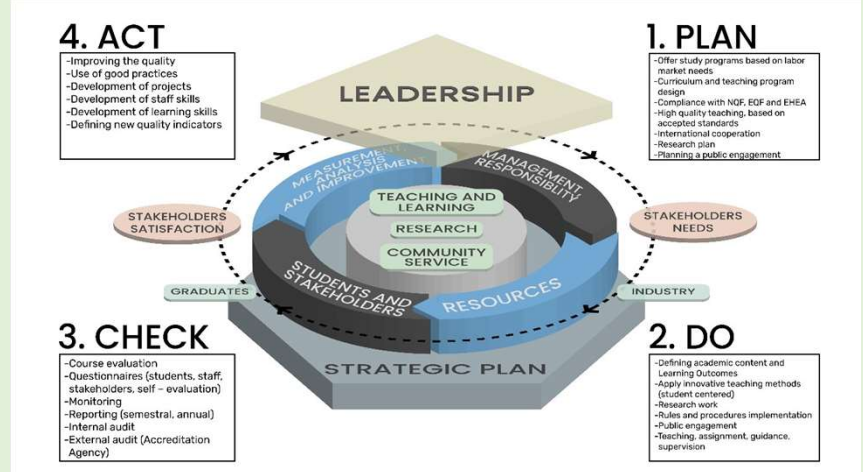 4. ACT
-Improving the quality
-Use of good practices
-Development of projects
-Development of staff skills
-Development of learning skills
-Defining new quality indicators
1. PLAN
-Offer study programs based on labor
market needs
-Curriculum and teaching program
design
-Compliance with NQF, EQF and EHEA
-High quality teaching, based on
accepted standards
-International cooperation
-Research plan
-Planning a public engagement
LEADERSHIP
MEASUREMENT,
ANALYSIS
AND IMPROVEMENT
MANAGEMENT
RESPONSIBLITY
TEACHING AND
LEARNING
RESEARCH
COMMUNITY
SERVICE
STAKEHOLDERS
SATISFACTION
STAKEHOLDERS
NEEDS
STUDENTS AND
STAKEHOLDERS
RESOURCES
GRADUATES
INDUSTRY
STRATEGIC PLAN
3. CHECK
-Course evaluation
-Questionnaires (students, staff,
stakeholders, self – evaluation)
-Monitoring
-Reporting (semestral, annual)
-Internal audit
-External audit (Accreditation
Agency)
2. DO
-Defining academic content and
Learning Outcomes
-Apply innovative teaching methods
(student centered)
-Research work
-Rules and procedures implementation
-Public engagement
-Teaching, assignment, guidance,
supervision